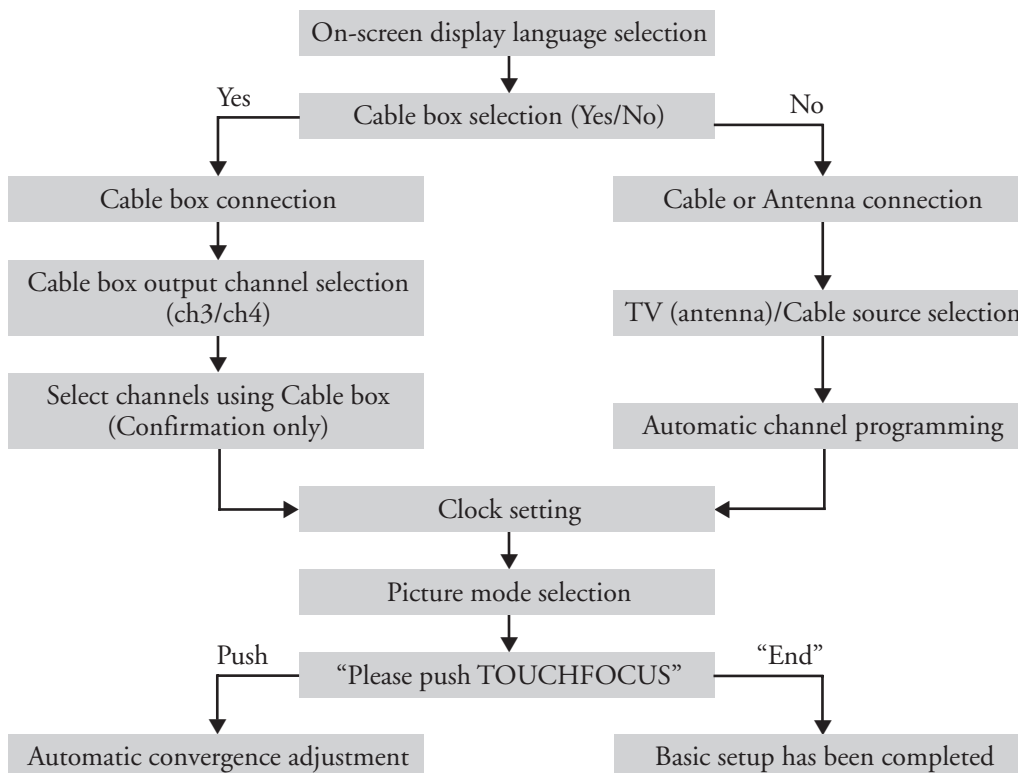 On-screen display language selection
Yes
Cable box selection (Yes/No)
No
Cable box connection
Cable or Antenna connection
Cable box output channel selection
(ch3/ch4)
TV (antenna)/Cable source selection
Select channels using Cable box
(Confirmation only)
Automatic channel programming
Clock setting
Picture mode selection
Push
“Please push TOUCHFOCUS”
“End”
Automatic convergence adjustment
Basic setup has been completed